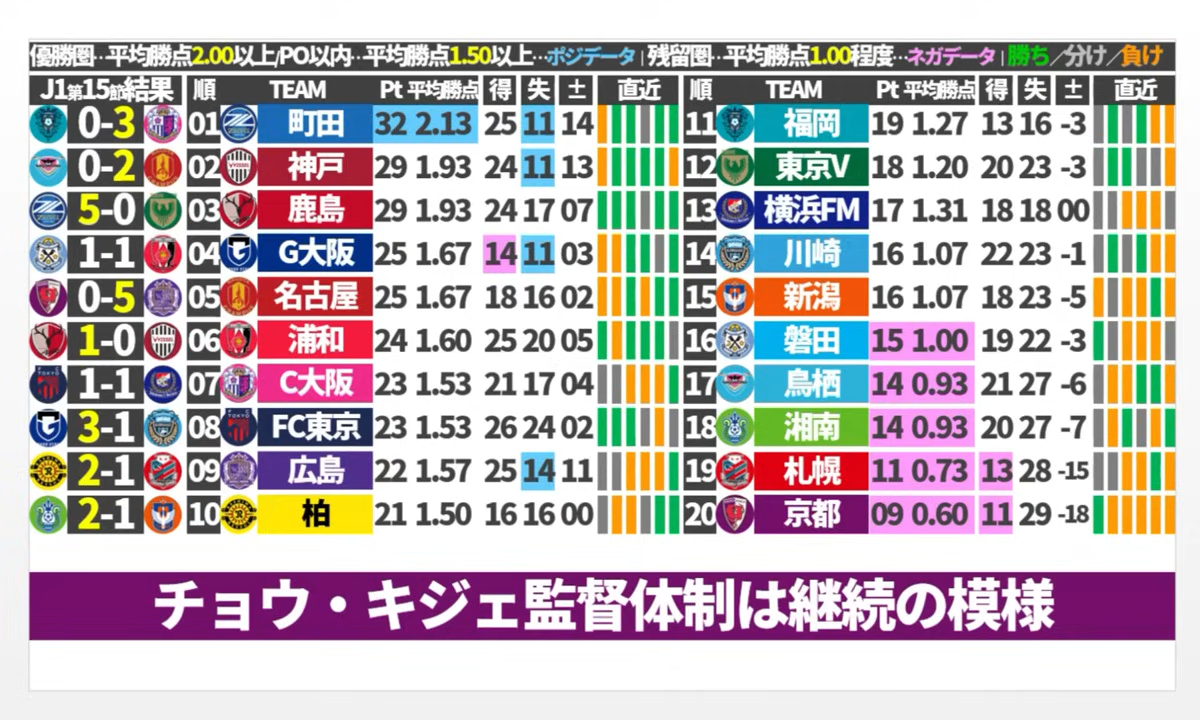 優勝圏…平均勝点2.00以上/PO以内…平均勝点1.50以上…ポジデータ | 残留圏…平均勝点1.00程度…ネガデータ | 勝ち／分け／負け
J1第15節結果 順 TEAM Pt 平均勝点 得 失 ± 直近 順 TEAM Pt 平均勝点 得 失 ± 直近
0-3 01 町田 32 2.13 25 11 14 11 福岡 19 1.27 13 16 -3
0-2 02 神戸 29 1.93 24 11 13 12 東京V 18 1.20 20 23 -3
5-0 03 鹿島 29 1.93 24 17 07 13 横浜FM 17 1.31 18 18 00
1-1 04 G大阪 25 1.67 14 11 03 14 川崎 16 1.07 22 23 -1
0-5 05 名古屋 25 1.67 18 16 02 15 新潟 16 1.07 18 23 -5
1-0 06 浦和 24 1.60 25 20 05 16 磐田 15 1.00 19 22 -3
1-1 07 C大阪 23 1.53 21 17 04 17 鳥栖 14 0.93 21 27 -6
3-1 08 FC東京 23 1.53 26 24 02 18 湘南 14 0.93 20 27 -7
2-1 09 広島 22 1.57 25 14 11 19 札幌 11 0.73 13 28 -15
2-1 10 柏 21 1.50 16 16 00 20 京都 09 0.60 11 29 -18
チョウ・キジェ監督体制は継続の模様